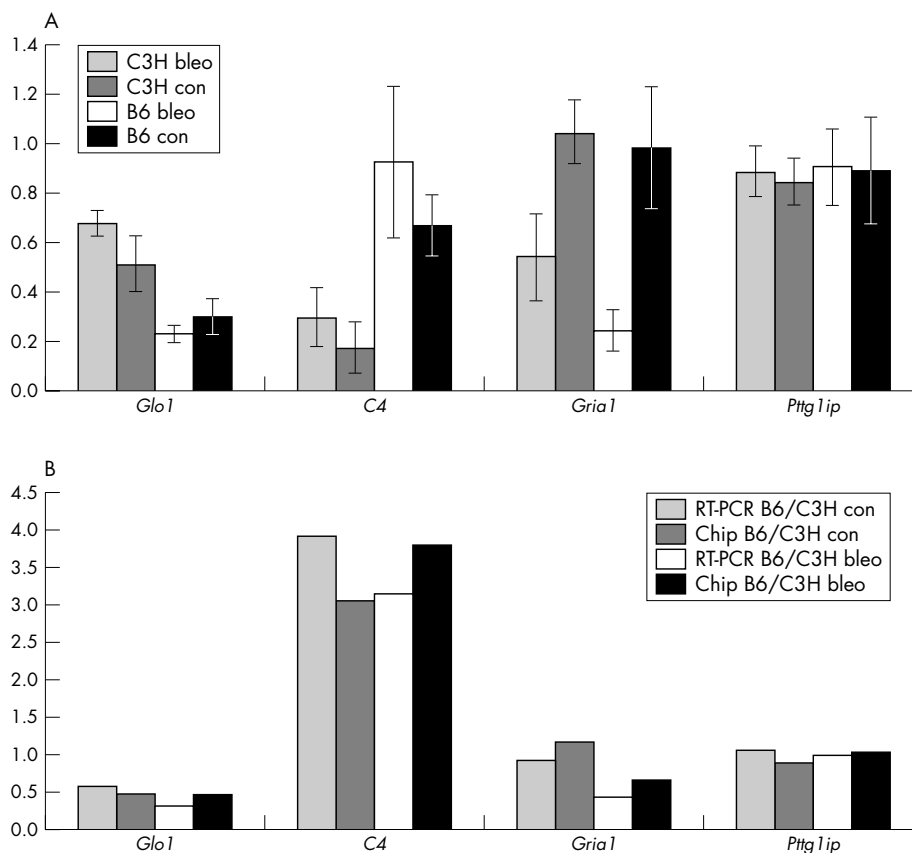 A
1.4
1.2
1.0
0.8
0.6
0.4
0.2
0.0
C3H bleo
C3H con
B6 bleo
B6 con
Glo1 C4 Gria1 Pttg1ip
B
4.5
4.0
3.5
3.0
2.5
2.0
1.5
1.0
0.5
0.0
RT-PCR B6/C3H con
Chip B6/C3H con
RT-PCR B6/C3H bleo
Chip B6/C3H bleo
Glo1 C4 Gria1 Pttg1ip